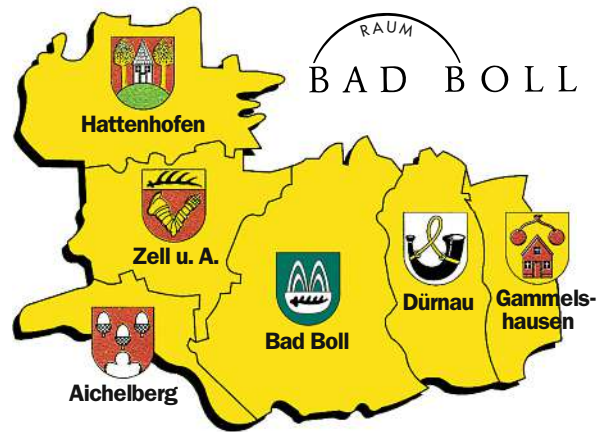 RAUM
BAD BOLL
Hattenhofen
Zell u. A.
Dürnau
Gammels-
hausen
Bad Boll
Aichelberg